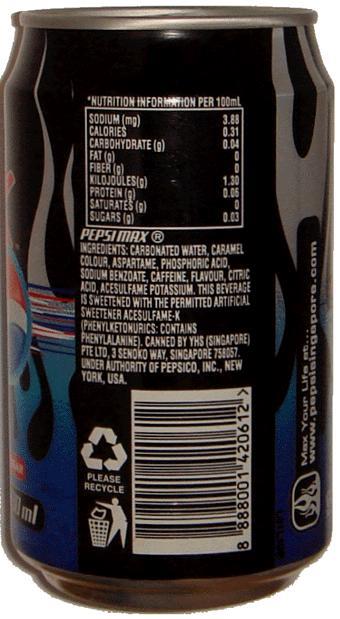 *NUTRITION INFORMATION PER 100mL
SODIUM (mg) 3.88
CALORIES 0.31
CARBOHYDRATE (g) 0.04
FAT (g) 0
FIBER (g) 0
KILOJOULES(g) 1.30
PROTEIN (g) 0.06
SATURATES (g) 0
SUGARS (g) 0.03
PEPSI MAX ®
INGREDIENTS: CARBONATED WATER, CARAMEL
COLOUR, ASPARTAME, PHOSPHORIC ACID,
SODIUM BENZOATE, CAFFEINE, FLAVOUR, CITRIC
ACID, ACESULFAME POTASSIUM. THIS BEVERAGE
IS SWEETENED WITH THE PERMITTED ARTIFICIAL
SWEETENER ACESULFAME-K
(PHENYLKETONURICS: CONTAINS
PHENYLALANINE). CANNED BY YHS (SINGAPORE)
PTE LTD, 3 SENOKO WAY, SINGAPORE 758057.
UNDER AUTHORITY OF PEPSICO, INC., NEW
YORK, USA.
PLEASE
RECYCLE
8 888001 420612 >
Max Your Life at...
www.pepsisingapore.com
ml